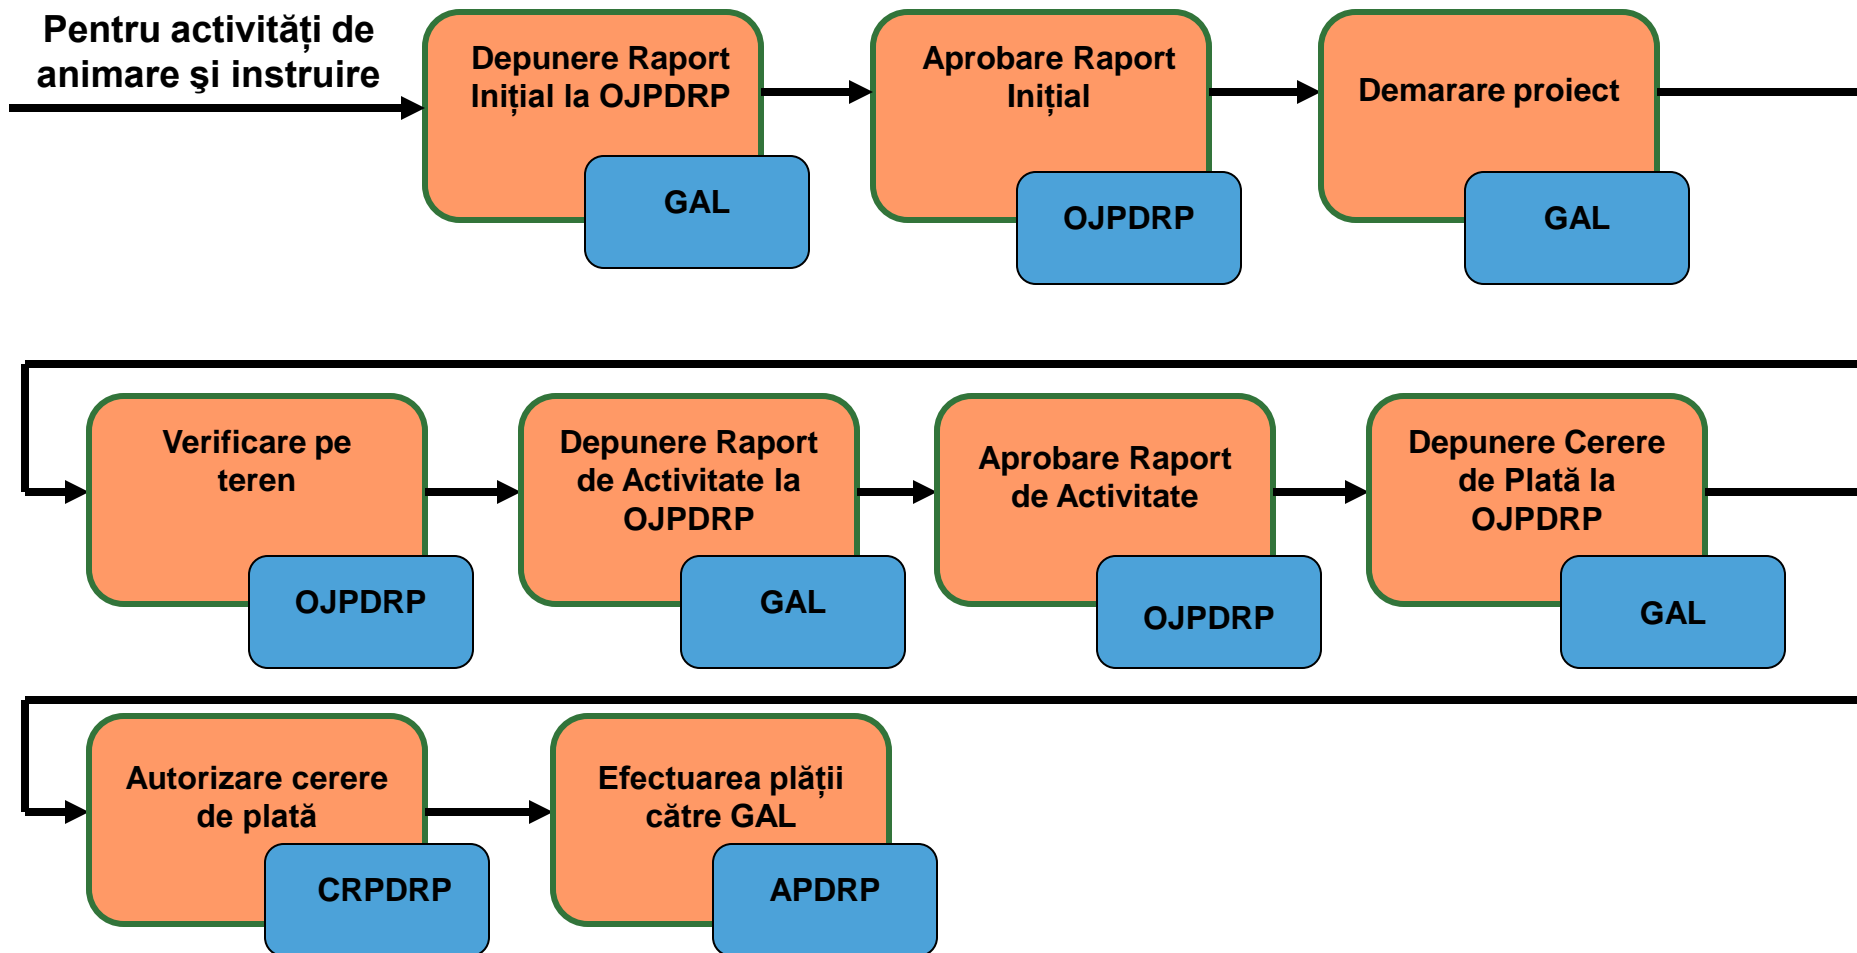 Pentru activități de
animare şi instruire
Depunere Raport
Inițial la OJPDRP
GAL
Aprobare Raport
Inițial
OJPDRP
Demarare proiect
GAL
Verificare pe
teren
OJPDRP
Depunere Raport
de Activitate la
OJPDRP
GAL
Aprobare Raport
de Activitate
OJPDRP
Depunere Cerere
de Plată la
OJPDRP
GAL
Autorizare cerere
de plată
CRPDRP
Efectuarea plății
către GAL
APDRP